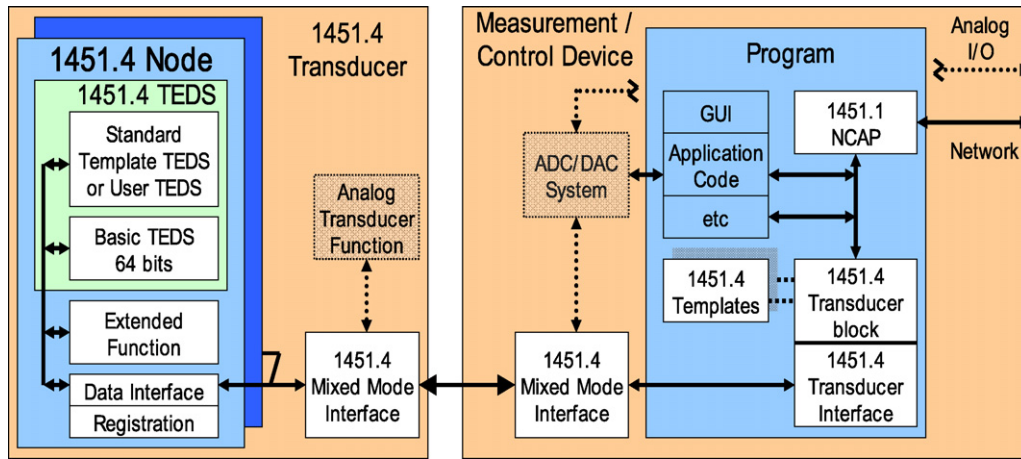 1451.4 Node
1451.4 TEDS
Standard
Template TEDS
or User TEDS
Basic TEDS
64 bits
Extended
Function
Data Interface
Registration
1451.4
Transducer
Analog
Transducer
Function
1451.4
Mixed Mode
Interface
Measurement /
Control Device
ADC/DAC
System
1451.4
Mixed Mode
Interface
Program
GUI
Application
Code
etc
1451.1
NCAP
1451.4
Templates
1451.4
Transducer
block
1451.4
Transducer
Interface
Analog
I/O
Network